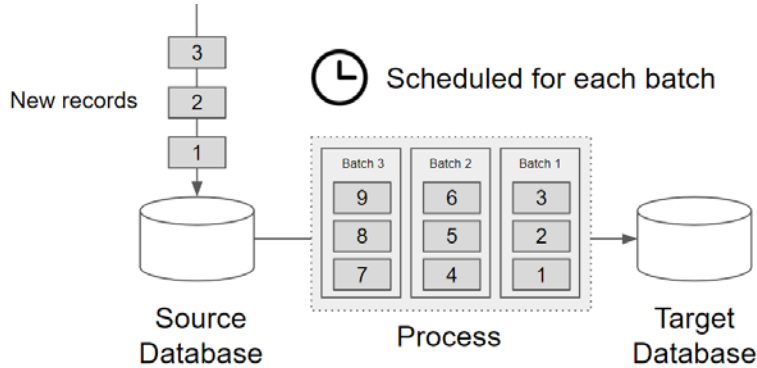 3
New records
2
1
Scheduled for each batch
Batch 3
9
8
7
Batch 2
6
5
4
Batch 1
3
2
1
Source
Database
Process
Target
Database